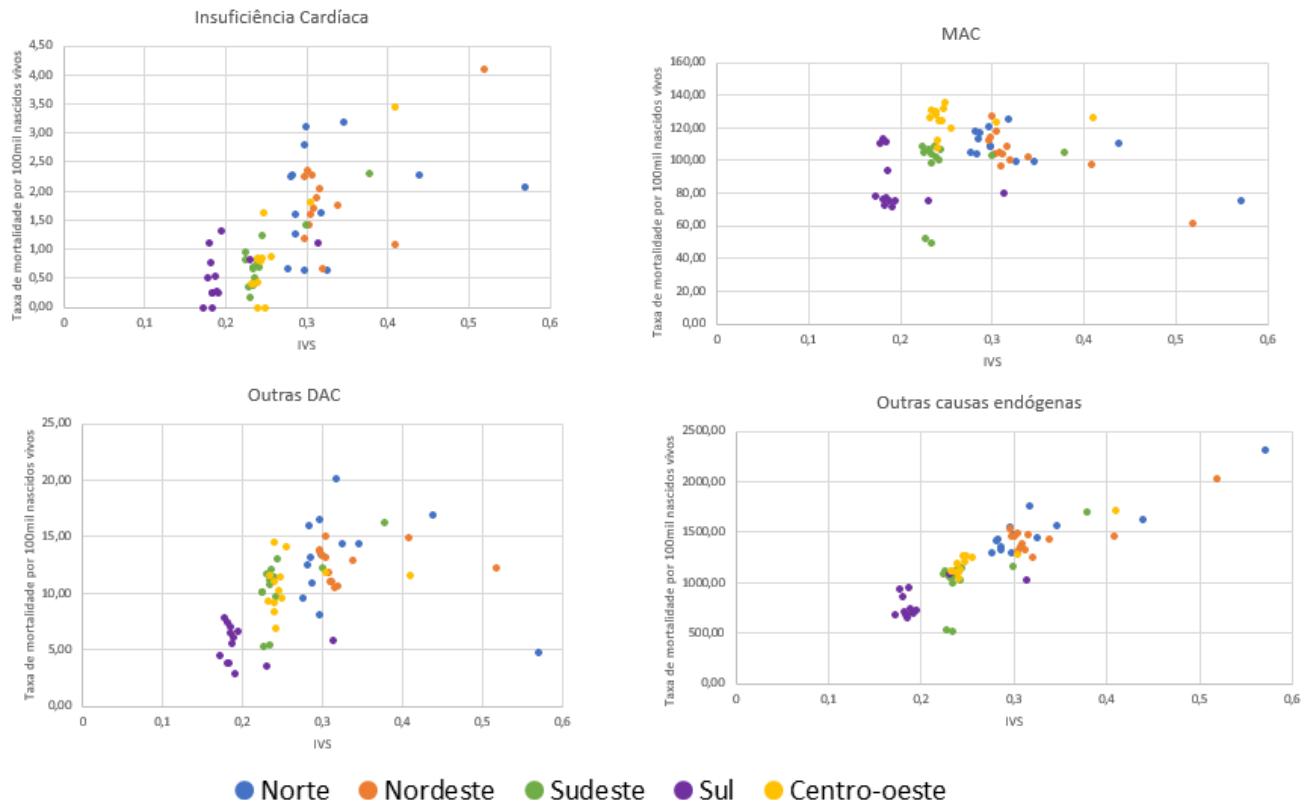 Insuficiência Cardíaca
Taxa de mortalidade por 100mil nascidos vivos
4,50
4,00
3,50
3,00
2,50
2,00
1,50
1,00
0,50
0,00
0 0,1 0,2 0,3 0,4 0,5 0,6
IVS
MAC
Taxa de mortalidade por 100mil nascidos vivos
160,00
140,00
120,00
100,00
80,00
60,00
40,00
20,00
0,00
0 0,1 0,2 0,3 0,4 0,5 0,6
IVS
Outras DAC
Taxa de mortalidade por 100mil nascidos vivos
25,00
20,00
15,00
10,00
5,00
0,00
0 0,1 0,2 0,3 0,4 0,5 0,6
IVS
Outras causas endógenas
Taxa de mortalidade por 100mil nascidos vivos
2500,00
2000,00
1500,00
1000,00
500,00
0,00
0 0,1 0,2 0,3 0,4 0,5 0,6
IVS
Norte Nordeste Sudeste Sul Centro-oeste